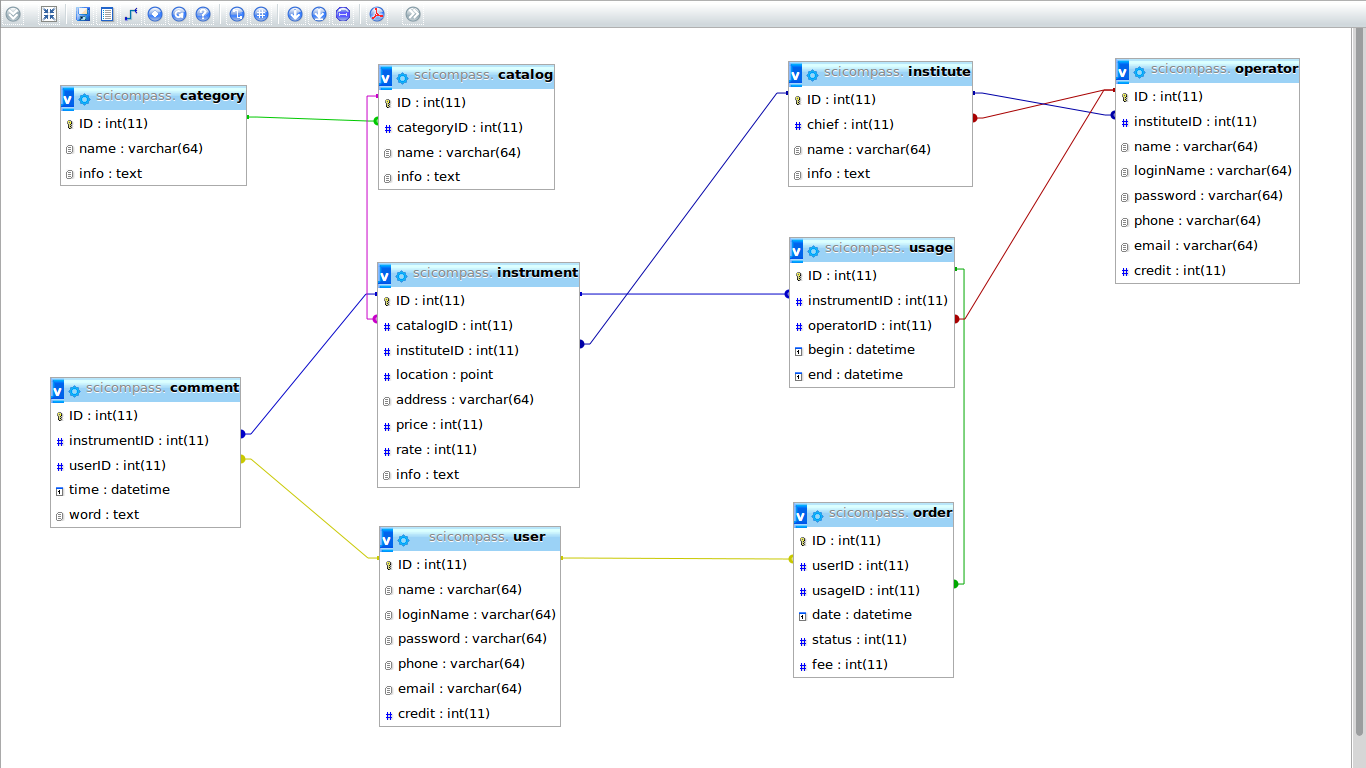 scicompass. category
ID : int(11)
name : varchar(64)
info : text
scicompass. catalog
ID : int(11)
categoryID : int(11)
name : varchar(64)
info : text
scicompass. institute
ID : int(11)
chief : int(11)
name : varchar(64)
info : text
scicompass. operator
ID : int(11)
instituteID : int(11)
name : varchar(64)
loginName : varchar(64)
password : varchar(64)
phone : varchar(64)
email : varchar(64)
credit : int(11)
scicompass. instrument
ID : int(11)
catalogID : int(11)
instituteID : int(11)
location : point
address : varchar(64)
price : int(11)
rate : int(11)
info : text
scicompass. usage
ID : int(11)
instrumentID : int(11)
operatorID : int(11)
begin : datetime
end : datetime
scicompass. comment
ID : int(11)
instrumentID : int(11)
userID : int(11)
time : datetime
word : text
scicompass. user
ID : int(11)
name : varchar(64)
loginName : varchar(64)
password : varchar(64)
phone : varchar(64)
email : varchar(64)
credit : int(11)
scicompass. order
ID : int(11)
userID : int(11)
usageID : int(11)
date : datetime
status : int(11)
fee : int(11)